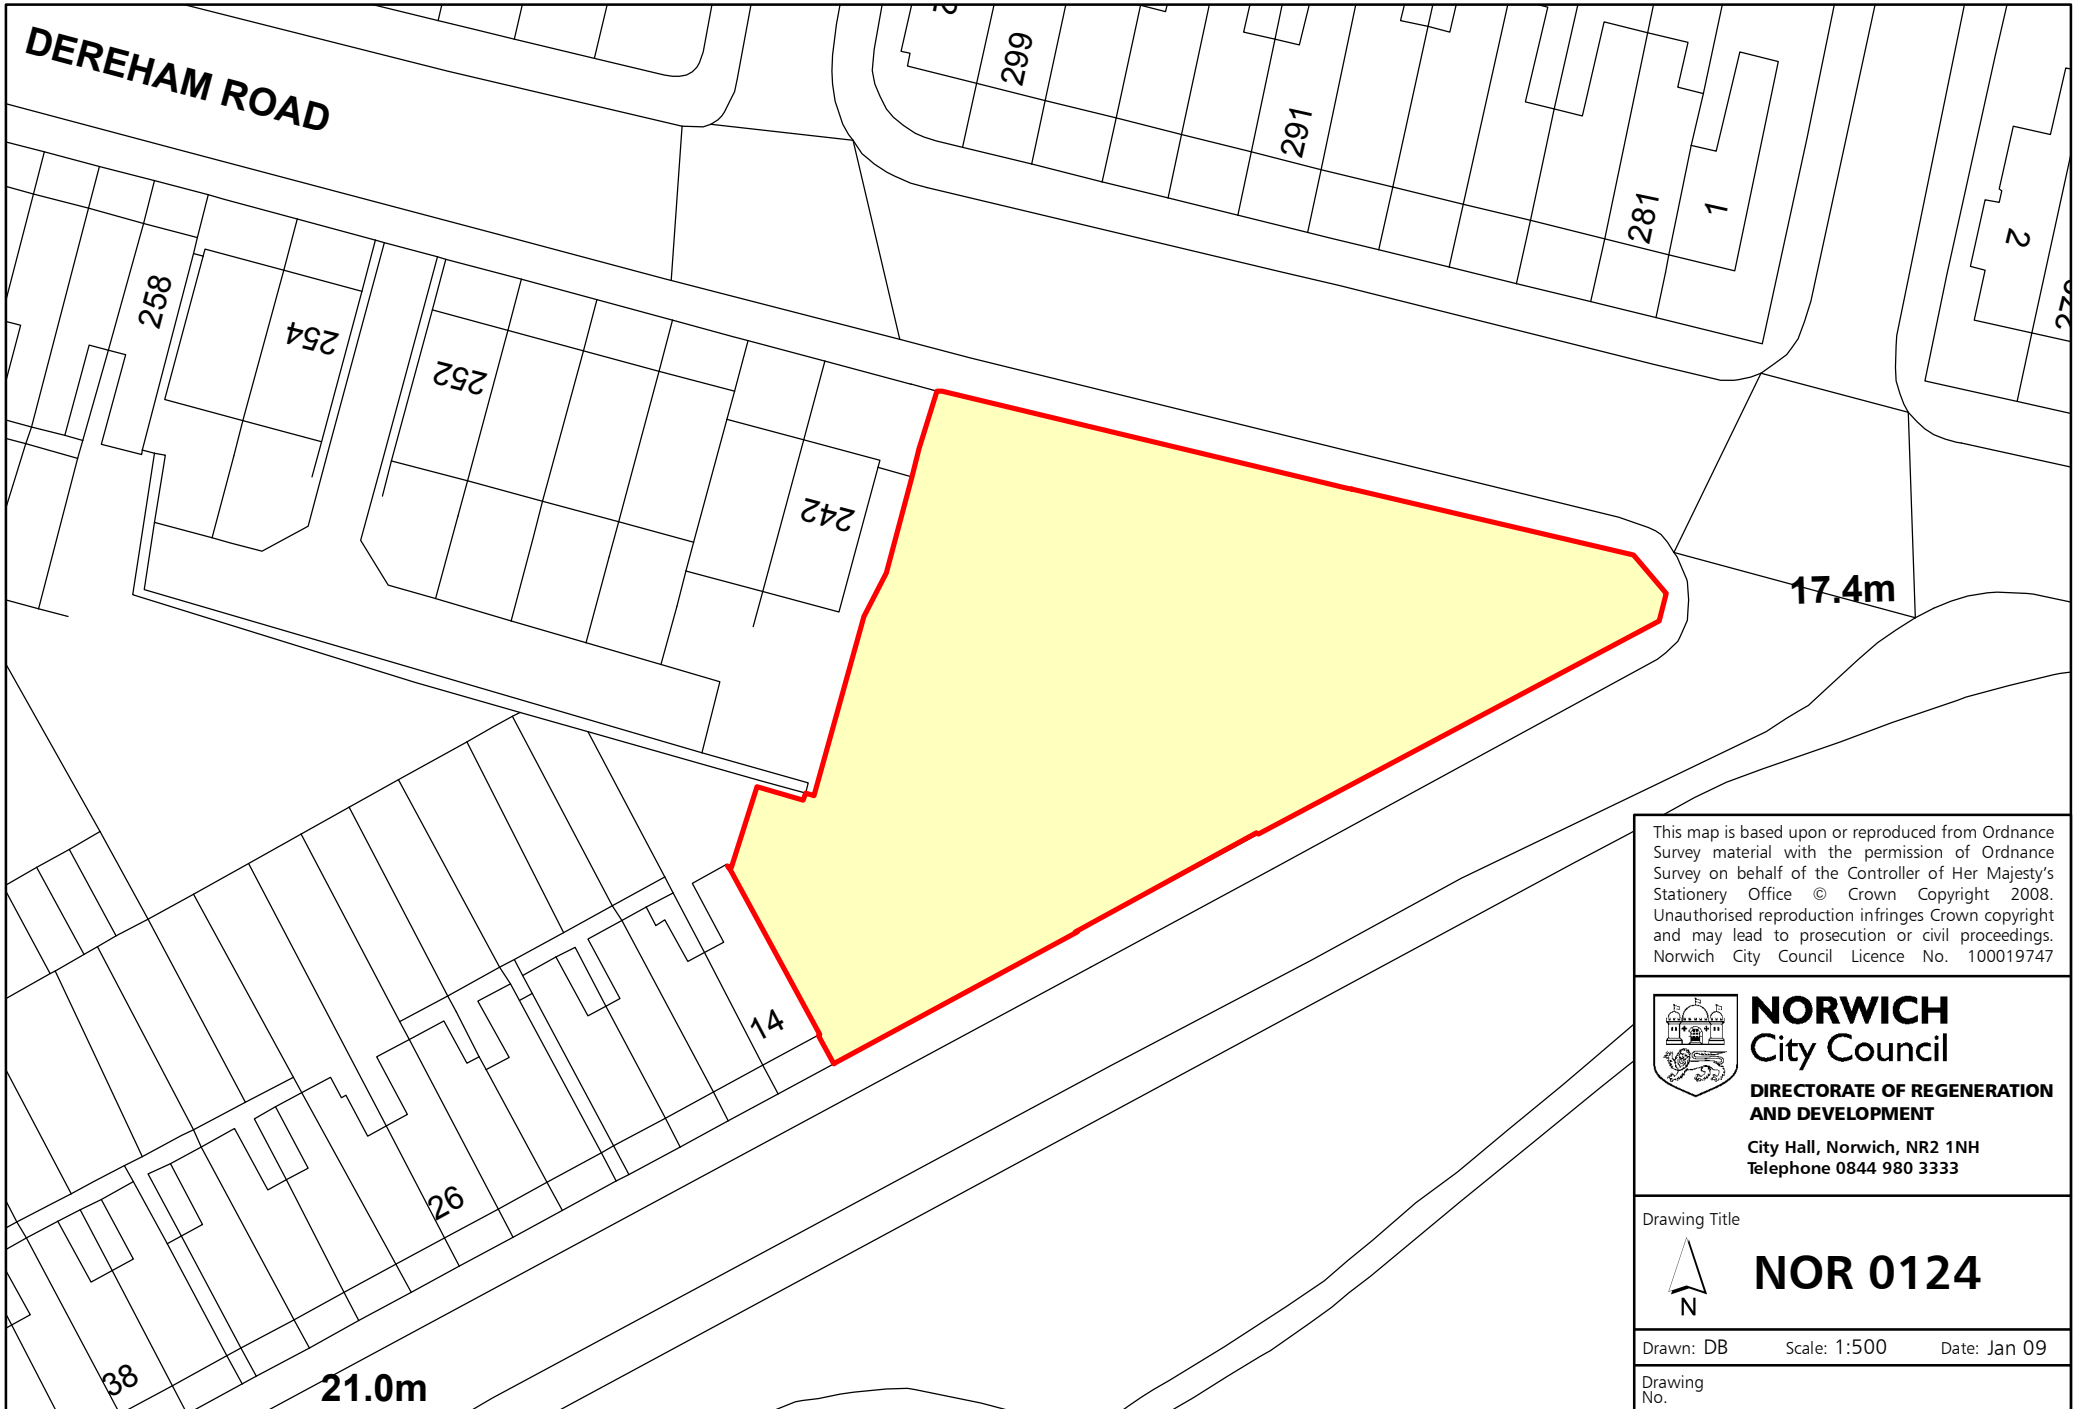 DEREHAM ROAD
299
291
281
1
2
258
254
252
242
17.4m
14
26
38
21.0m
This map is based upon or reproduced from Ordnance
Survey material with the permission of Ordnance
Survey on behalf of the Controller of Her Majesty's
Stationery Office © Crown Copyright 2008.
Unauthorised reproduction infringes Crown copyright
and may lead to prosecution or civil proceedings.
Norwich City Council Licence No. 100019747
NORWICH
City Council
DIRECTORATE OF REGENERATION
AND DEVELOPMENT
City Hall, Norwich, NR2 1NH
Telephone 0844 980 3333
Drawing Title
N
NOR 0124
Drawn: DB Scale: 1:500 Date: Jan 09
Drawing
No.